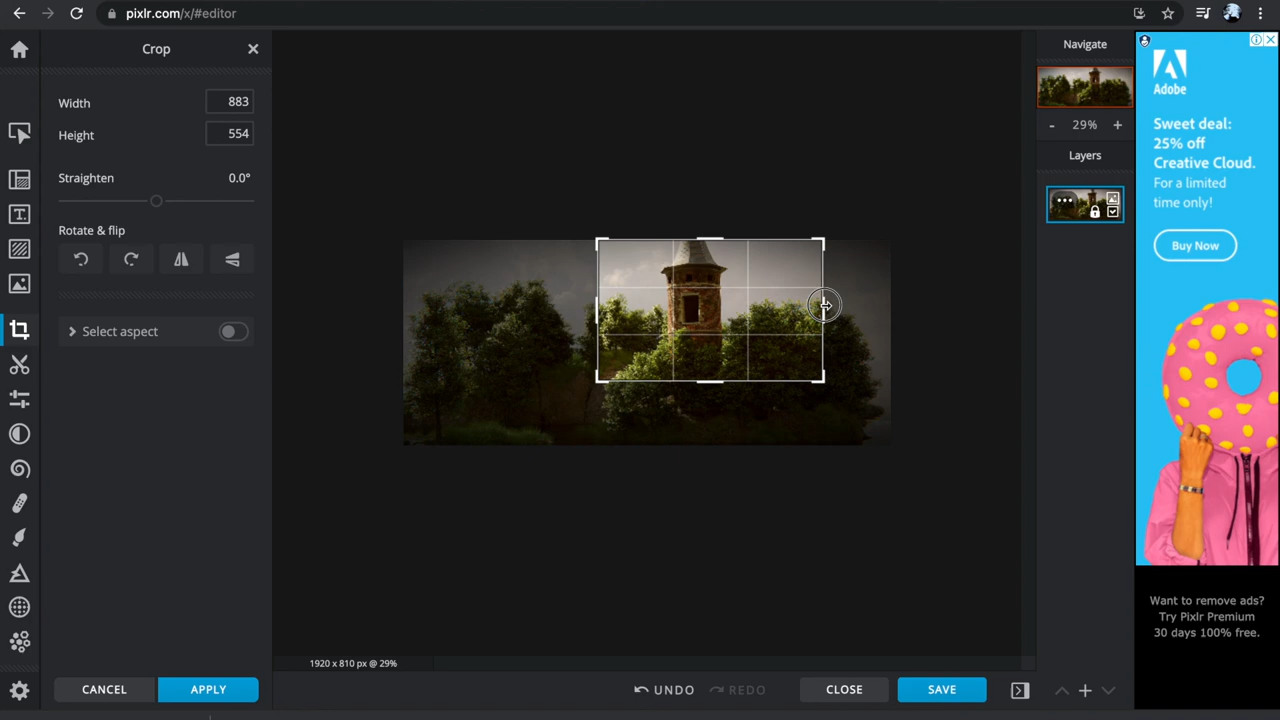 pixlr.com/x/#editor
Crop
Width
883
Height
554
Straighten
0.0°
Rotate & flip
Select aspect
CANCEL
APPLY
1920 x 810 px @ 29%
UNDO
REDO
CLOSE
SAVE
Navigate
-
29%
+
Layers
Adobe
Sweet deal:
25% off
Creative Cloud.
For a limited
time only!
Buy Now
Want to remove ads?
Try Pixlr Premium
30 days 100% free.